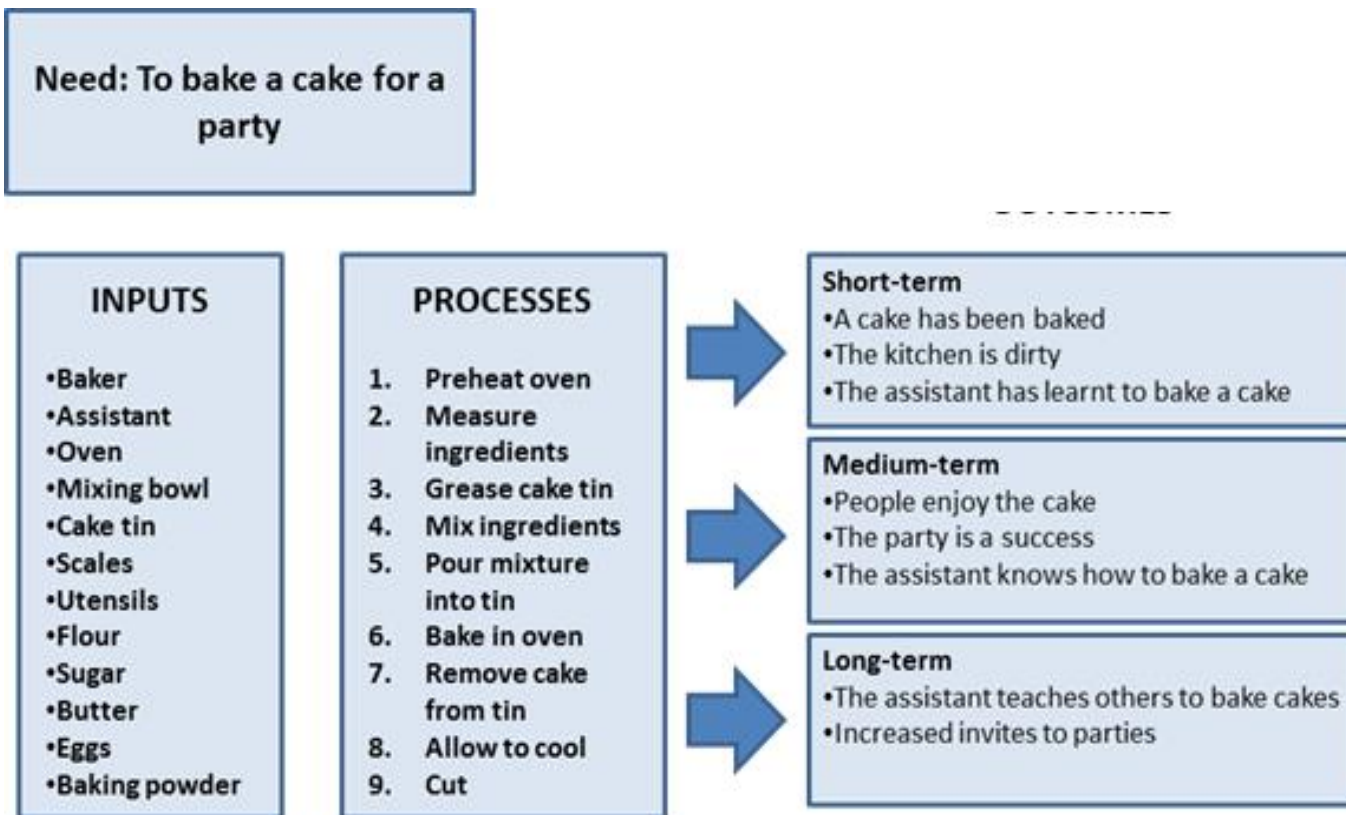 Need: To bake a cake for a
party
INPUTS
•Baker
•Assistant
•Oven
•Mixing bowl
•Cake tin
•Scales
•Utensils
•Flour
•Sugar
•Butter
•Eggs
•Baking powder
PROCESSES
1. Preheat oven
2. Measure
ingredients
3. Grease cake tin
4. Mix ingredients
5. Pour mixture
into tin
6. Bake in oven
7. Remove cake
from tin
8. Allow to cool
9. Cut
Short-term
•A cake has been baked
•The kitchen is dirty
•The assistant has learnt to bake a cake
Medium-term
•People enjoy the cake
•The party is a success
•The assistant knows how to bake a cake
Long-term
•The assistant teaches others to bake cakes
•Increased invites to parties